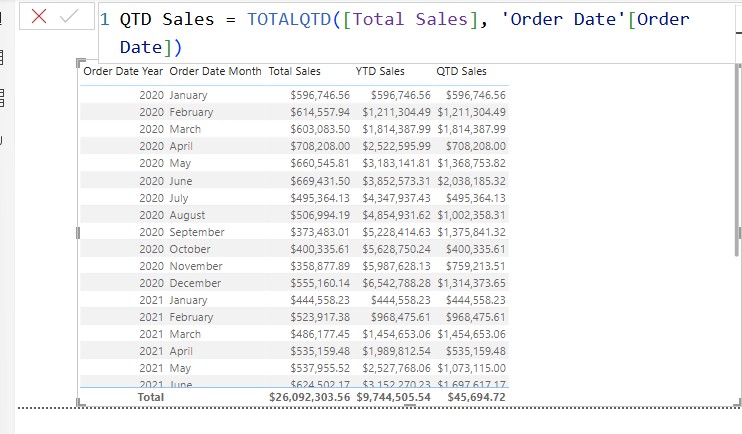 1 QTD Sales = TOTALQTD([Total Sales], 'Order Date'[Order
Date])
Order Date Year Order Date Month Total Sales YTD Sales QTD Sales
2020 January $596,746.56 $596,746.56 $596,746.56
2020 February $614,557.94 $1,211,304.49 $1,211,304.49
2020 March $603,083.50 $1,814,387.99 $1,814,387.99
2020 April $708,208.00 $2,522,595.99 $708,208.00
2020 May $660,545.81 $3,183,141.81 $1,368,753.82
2020 June $669,431.50 $3,852,573.31 $2,038,185.32
2020 July $495,364.13 $4,347,937.43 $495,364.13
2020 August $506,994.19 $4,854,931.62 $1,002,358.31
2020 September $373,483.01 $5,228,414.63 $1,375,841.32
2020 October $400,335.61 $5,628,750.24 $400,335.61
2020 November $358,877.89 $5,987,628.13 $759,213.51
2020 December $555,160.14 $6,542,788.28 $1,314,373.65
2021 January $444,558.23 $444,558.23 $444,558.23
2021 February $523,917.38 $968,475.61 $968,475.61
2021 March $486,177.45 $1,454,653.06 $1,454,653.06
2021 April $535,159.48 $1,989,812.54 $535,159.48
2021 May $537,955.52 $2,527,768.06 $1,073,115.00
2021 June $624,502.17 $3,152,270.23 $1,697,617.17
Total $26,092,303.56 $9,744,505.54 $45,694.72